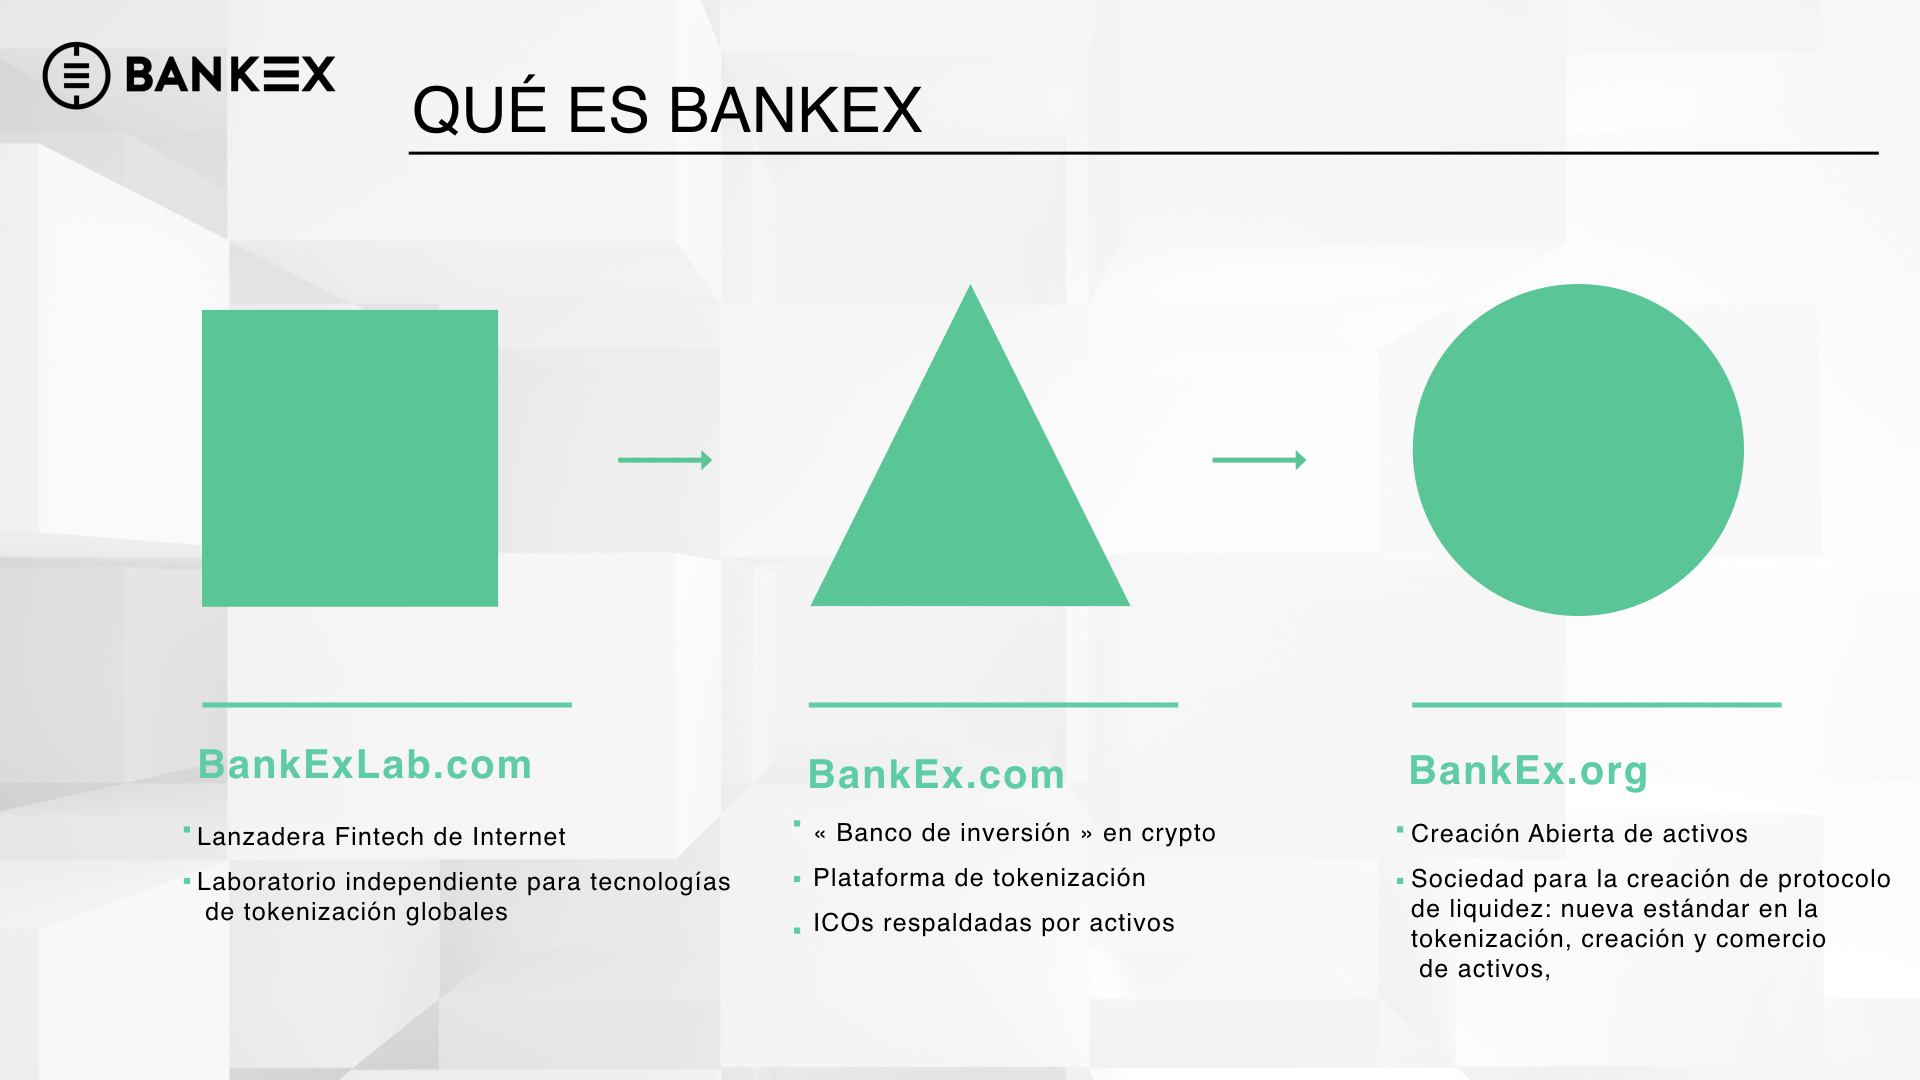 BANKEX
QUÉ ES BANKEX
BankExLab.com
Lanzadera Fintech de Internet
Laboratorio independiente para tecnologías
de tokenización globales
BankEx.com
« Banco de inversión » en crypto
Plataforma de tokenización
ICOs respaldadas por activos
BankEx.org
Creación Abierta de activos
Sociedad para la creación de protocolo
de liquidez: nueva estándar en la
tokenización, creación y comercio
de activos,